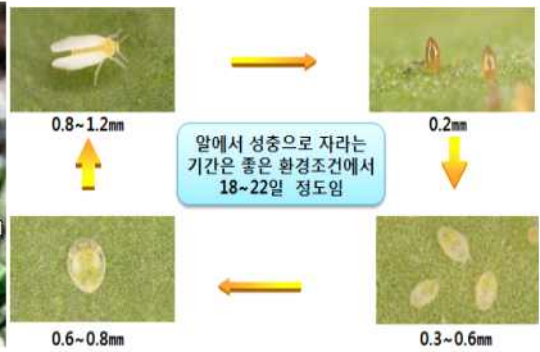 0.8~1.2㎜
0.2㎜
알에서 성충으로 자라는
기간은 좋은 환경조건에서
18~22일 정도임
0.6~0.8㎜
0.3~0.6㎜